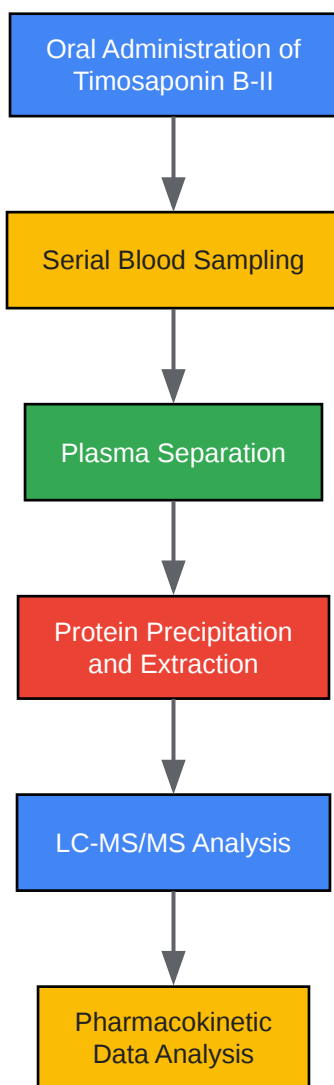 Oral Administration of
Timosaponin B-II
Serial Blood Sampling
Plasma Separation
Protein Precipitation
and Extraction
LC-MS/MS Analysis
Pharmacokinetic
Data Analysis